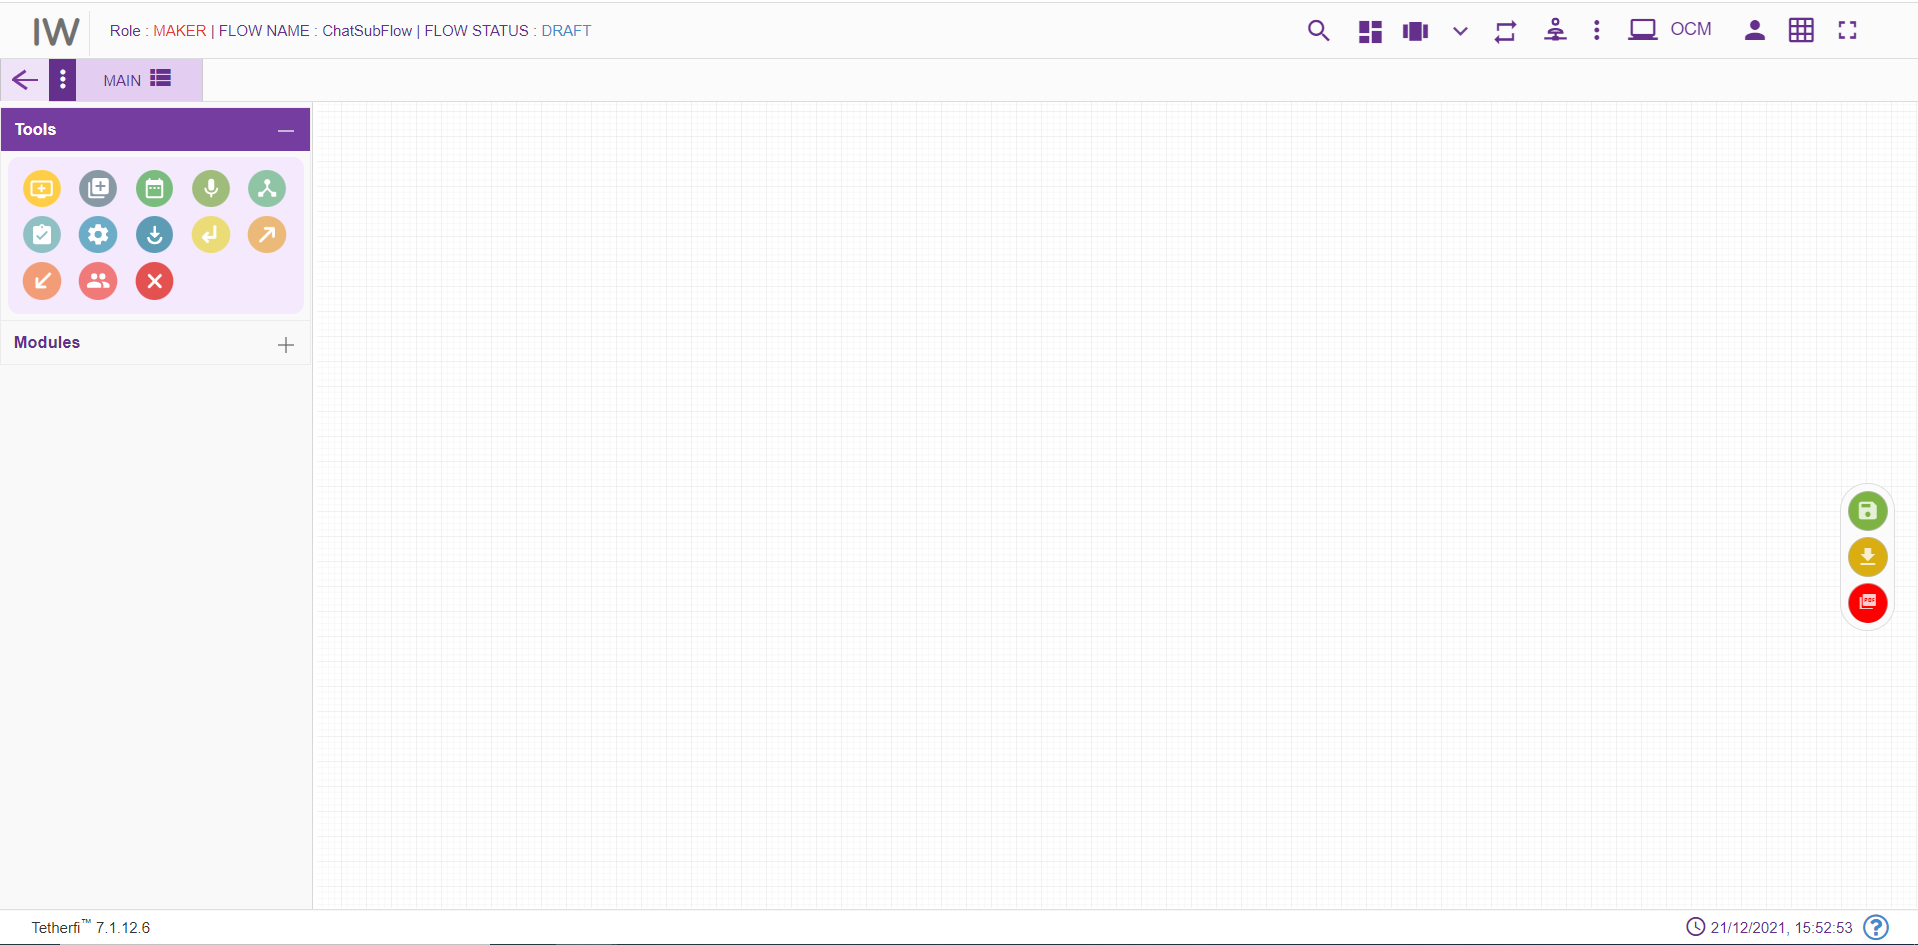 IW
Role : MAKER | FLOW NAME : ChatSubFlow | FLOW STATUS : DRAFT
OCM
MAIN
Tools
Modules
PDF
Tetherfi™ 7.1.12.6
21/12/2021, 15:52:53
?